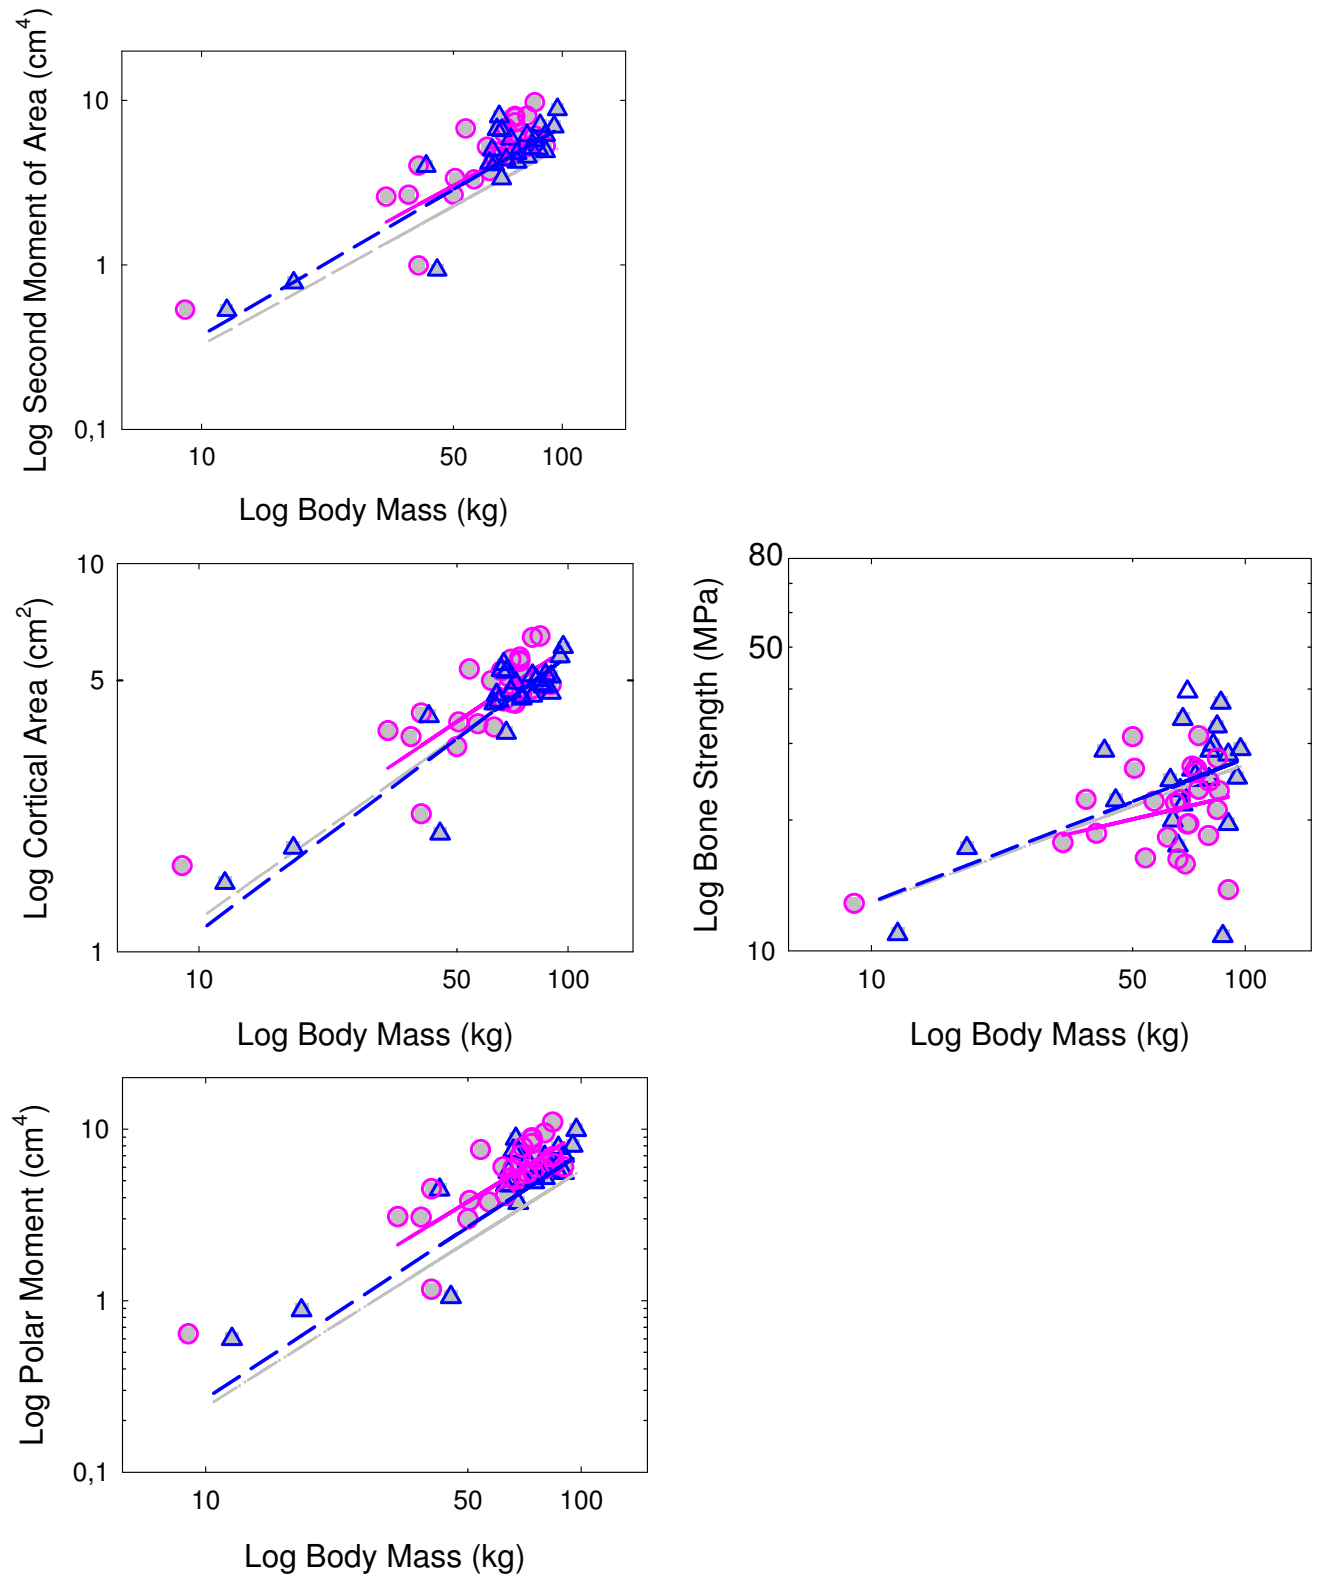 Log Second Moment of Area (cm⁴)
10
1
0,1
10 50 100
Log Body Mass (kg)
Log Cortical Area (cm²)
10
5
1
10 50 100
Log Body Mass (kg)
Log Bone Strength (MPa)
80
50
10
10 50 100
Log Body Mass (kg)
Log Polar Moment (cm⁴)
10
1
0,1
10 50 100
Log Body Mass (kg)